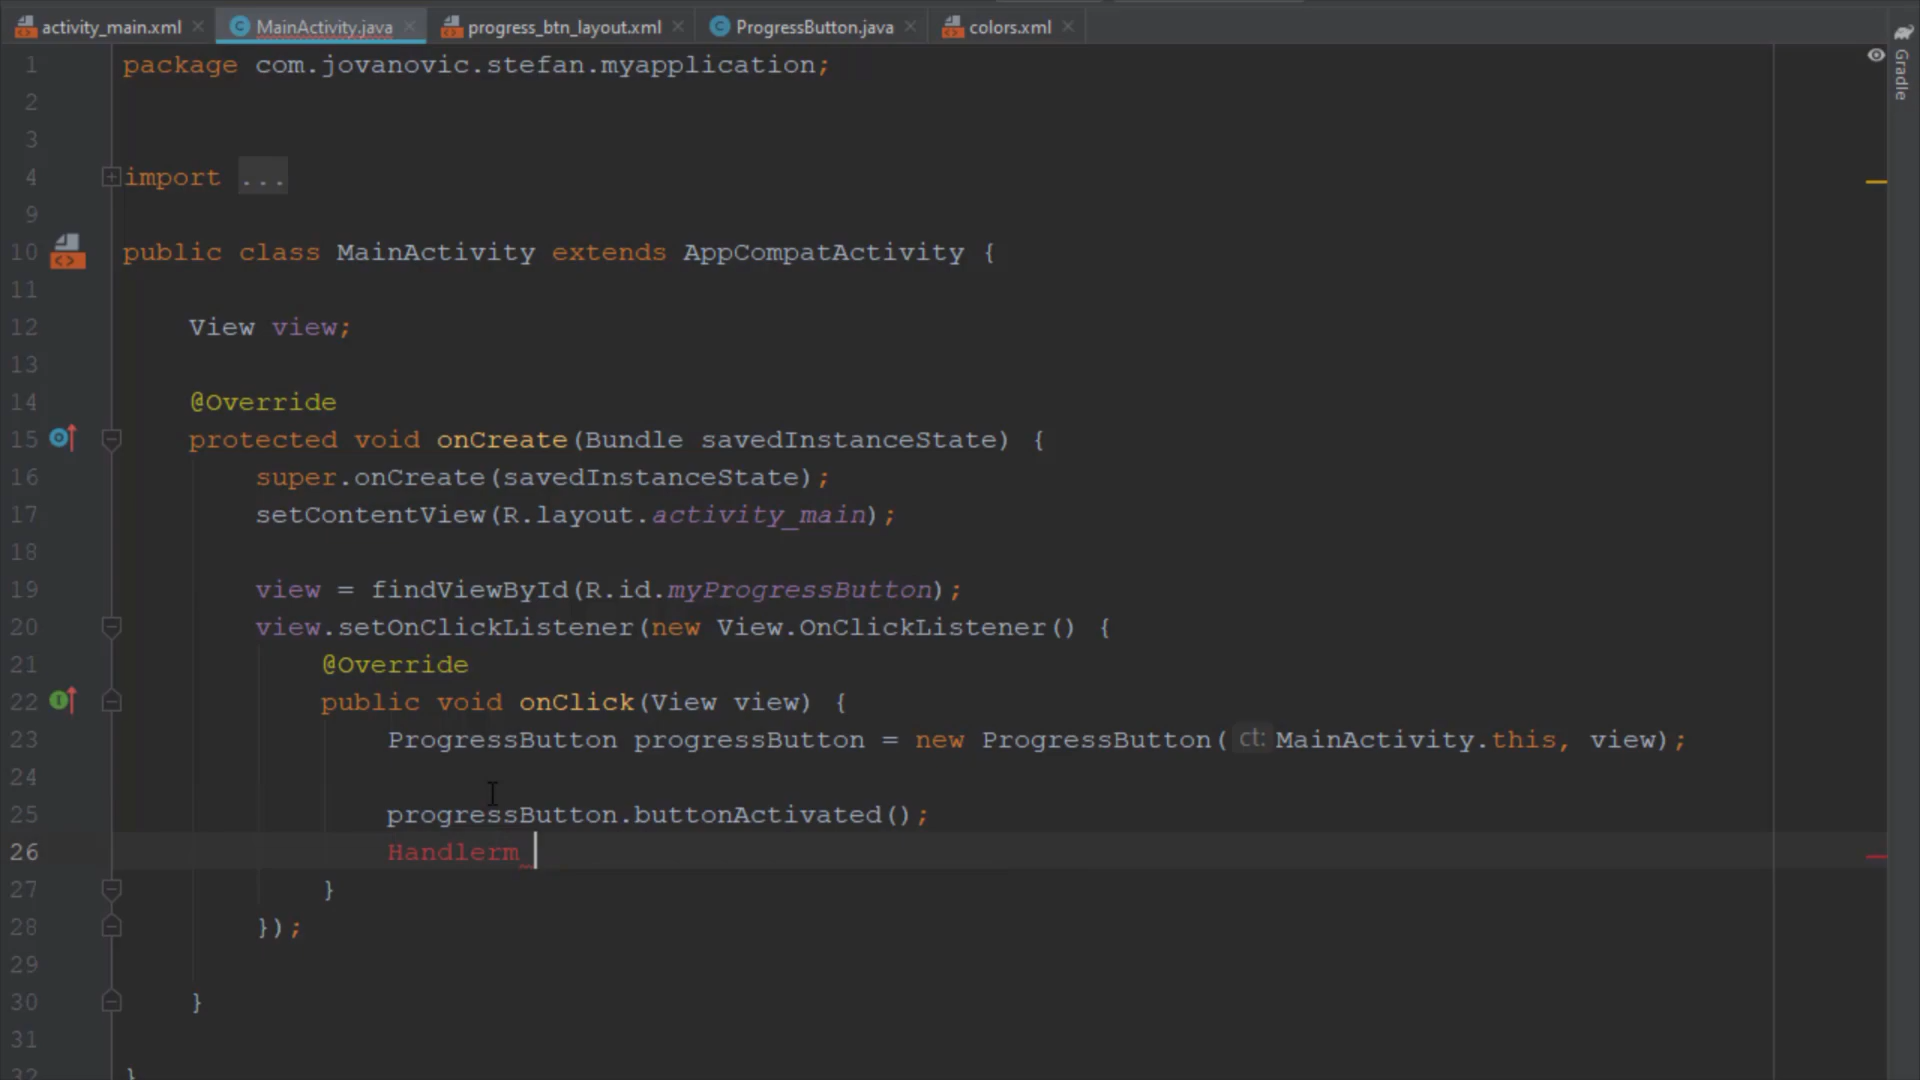 activity_main.xml MainActivity.java progress_btn_layout.xml ProgressButton.java colors.xml
Gradle
1 package com.jovanovic.stefan.myapplication;
2
3
4 import ...
9
10 public class MainActivity extends AppCompatActivity {
11
12 View view;
13
14 @Override
15 protected void onCreate(Bundle savedInstanceState) {
16 super.onCreate(savedInstanceState);
17 setContentView(R.layout.activity_main);
18
19 view = findViewById(R.id.myProgressButton);
20 view.setOnClickListener(new View.OnClickListener() {
21 @Override
22 public void onClick(View view) {
23 ProgressButton progressButton = new ProgressButton( ct: MainActivity.this, view);
24
25 progressButton.buttonActivated();
26 Handlerm
27 }
28 });
29
30 }
31
32 }